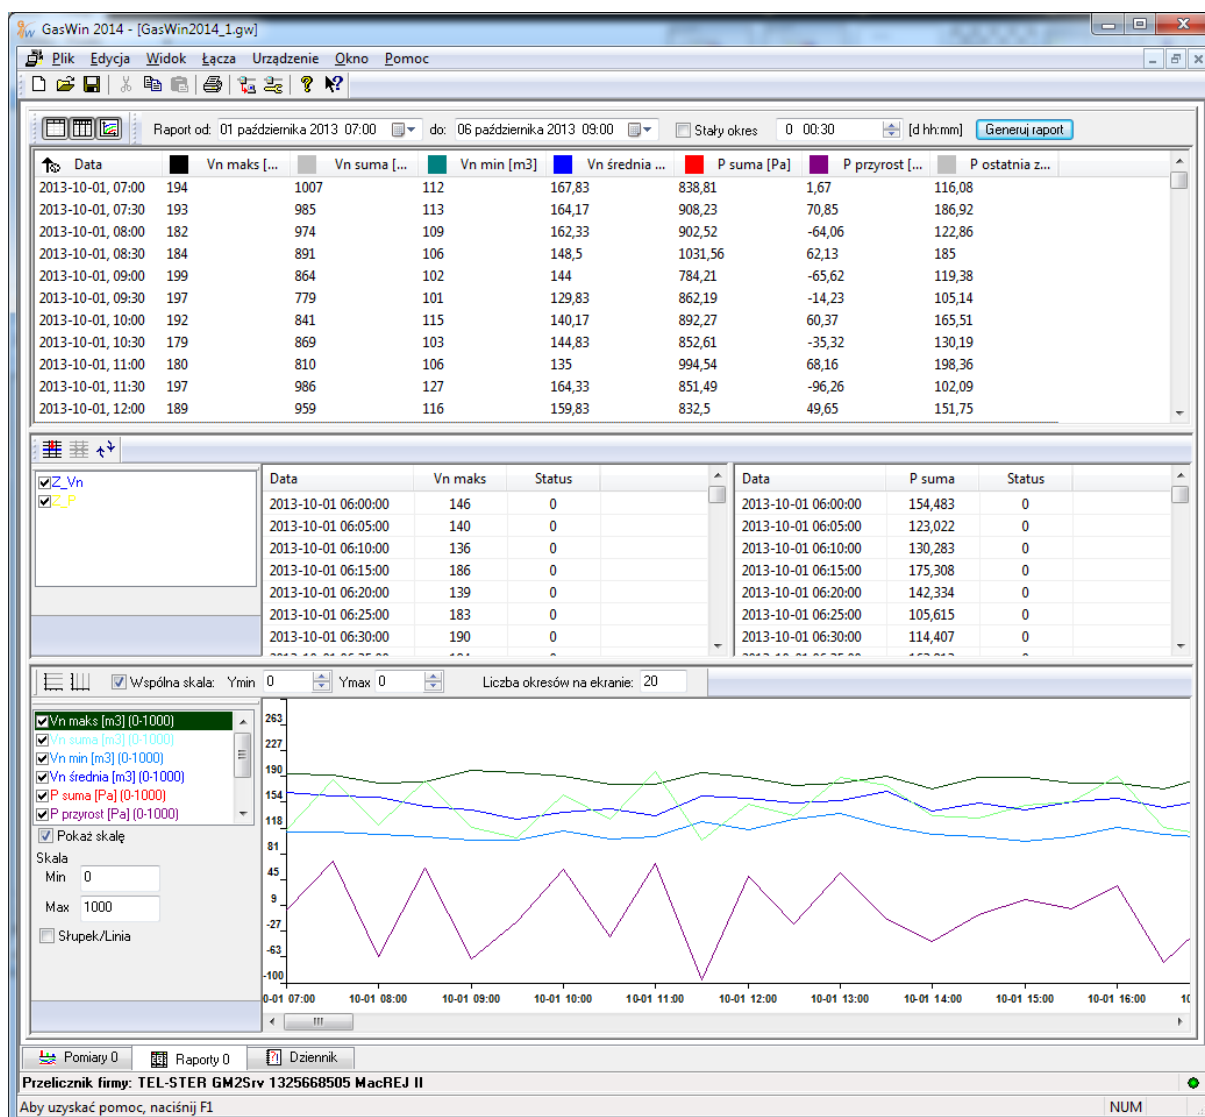 GasWin 2014 - [GasWin2014_1.gw]
Plik Edycja Widok Łącza Urządzenie Okno Pomoc
Raport od: 01 października 2013 07:00 do: 06 października 2013 09:00 Stały okres 0 00:30 [d hh:mm] Generuj raport
Data Vn maks [... Vn suma [... Vn min [m3] Vn średnia ... P suma [Pa] P przyrost [... P ostatnia z...
2013-10-01, 07:00 194 1007 112 167,83 838,81 1,67 116,08
2013-10-01, 07:30 193 985 113 164,17 908,23 70,85 186,92
2013-10-01, 08:00 182 974 109 162,33 902,52 -64,06 122,86
2013-10-01, 08:30 184 891 106 148,5 1031,56 62,13 185
2013-10-01, 09:00 199 864 102 144 784,21 -65,62 119,38
2013-10-01, 09:30 197 779 101 129,83 862,19 -14,23 105,14
2013-10-01, 10:00 192 841 115 140,17 892,27 60,37 165,51
2013-10-01, 10:30 179 869 103 144,83 852,61 -35,32 130,19
2013-10-01, 11:00 180 810 106 135 994,54 68,16 198,36
2013-10-01, 11:30 197 986 127 164,33 851,49 -96,26 102,09
2013-10-01, 12:00 189 959 116 159,83 832,5 49,65 151,75
Z_Vn
Z_P
Data Vn maks Status
2013-10-01 06:00:00 146 0
2013-10-01 06:05:00 140 0
2013-10-01 06:10:00 136 0
2013-10-01 06:15:00 186 0
2013-10-01 06:20:00 139 0
2013-10-01 06:25:00 183 0
2013-10-01 06:30:00 190 0
Data P suma Status
2013-10-01 06:00:00 154,483 0
2013-10-01 06:05:00 123,022 0
2013-10-01 06:10:00 130,283 0
2013-10-01 06:15:00 175,308 0
2013-10-01 06:20:00 142,334 0
2013-10-01 06:25:00 105,615 0
2013-10-01 06:30:00 114,407 0
Wspólna skala: Ymin 0 Ymax 0 Liczba okresów na ekranie: 20
Vn maks [m3] (0-1000)
Vn suma [m3] (0-1000)
Vn min [m3] (0-1000)
Vn średnia [m3] (0-1000)
P suma [Pa] (0-1000)
P przyrost [Pa] (0-1000)
Pokaż skalę
Skala
Min 0
Max 1000
Słupek/Linia
263
227
190
154
118
81
45
9
-27
-63
-100
0-01 07:00 10-01 08:00 10-01 09:00 10-01 10:00 10-01 11:00 10-01 12:00 10-01 13:00 10-01 14:00 10-01 15:00 10-01 16:00 10
Pomiary 0 Raporty 0 Dziennik
Przelicznik firmy: TEL-STER GM2Srv 1325668505 MacREJ II
Aby uzyskać pomoc, naciśnij F1 NUM